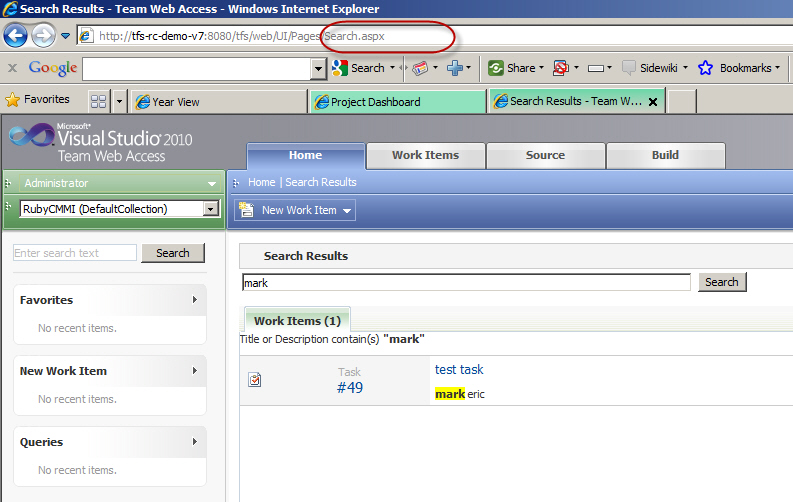 Search Results - Team Web Access - Windows Internet Explorer
http://tfs-rc-demo-v7:8080/tfs/web/UI/Pages/Search.aspx
x Google Search Share Sidewiki Bookmarks
Favorites Year View Project Dashboard Search Results - Team W... x
Microsoft®
Visual Studio 2010
Team Web Access
Home Work Items Source Build
Administrator
Home | Search Results
RubyCMMI (DefaultCollection)
New Work Item
Enter search text Search
Search Results
mark Search
Favorites
No recent items.
Work Items (1)
Title or Description contain(s) "mark"
New Work Item
No recent items.
Task
#49
test task
mark eric
Queries
No recent items.